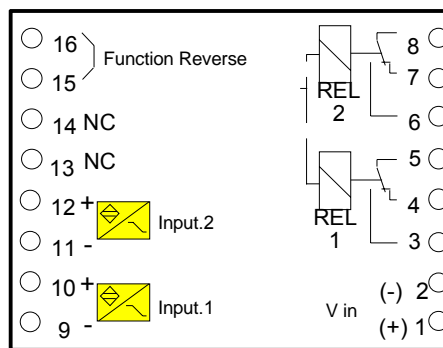 16
Function Reverse
15
14 NC
13 NC
12 +
Input.2
11 -
10 +
Input.1
9 -
REL
2
8
7
6
REL
1
5
4
3
V in
(-) 2
(+) 1